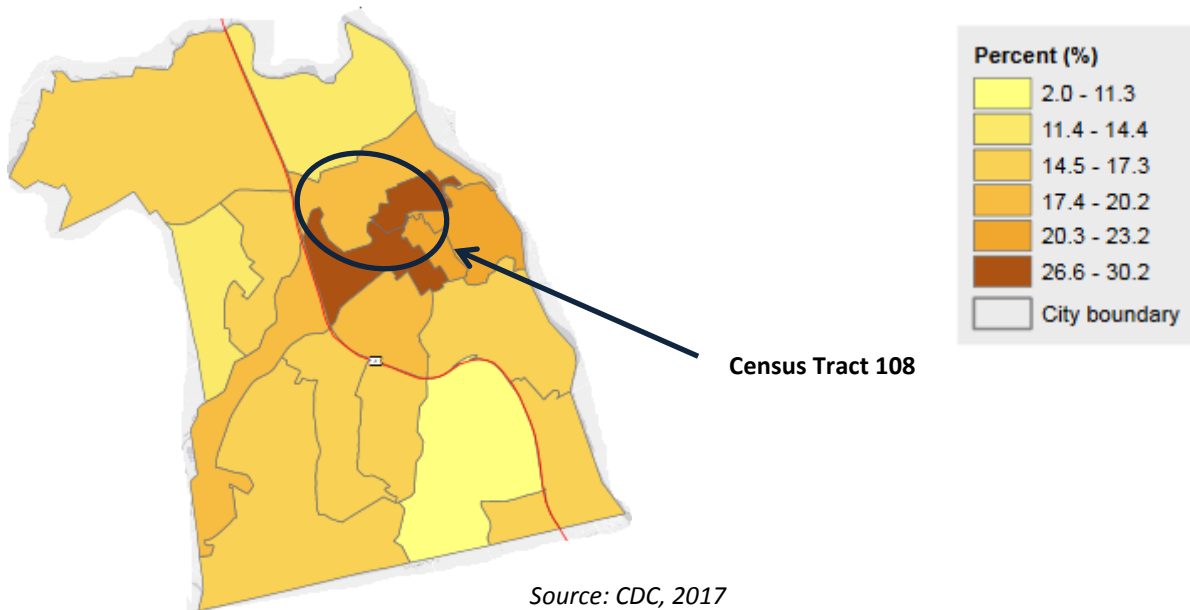 Percent (%)
2.0 - 11.3
11.4 - 14.4
14.5 - 17.3
17.4 - 20.2
20.3 - 23.2
26.6 - 30.2
City boundary
Census Tract 108
Source: CDC, 2017